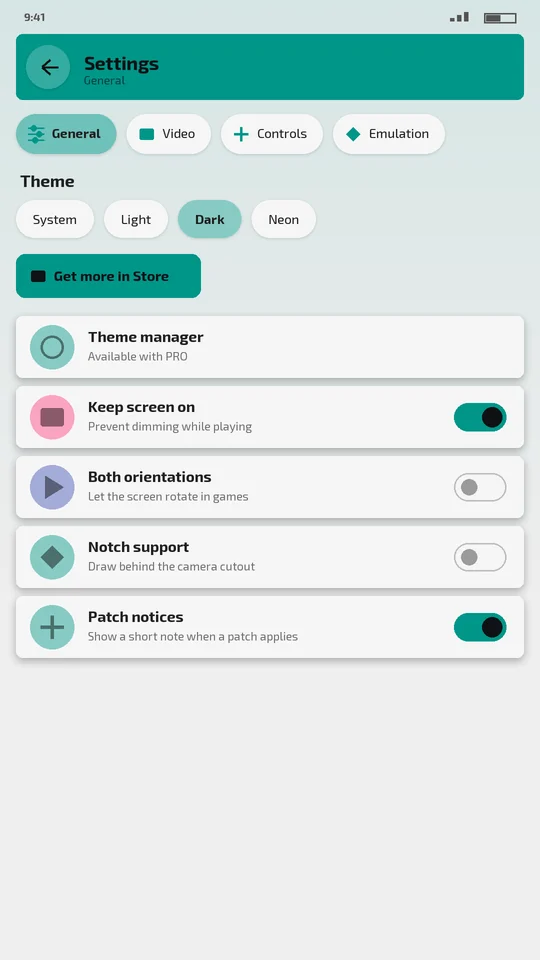 9:41
Settings
General
General
Video
Controls
Emulation
Theme
System
Light
Dark
Neon
Get more in Store
Theme manager
Available with PRO
Keep screen on
Prevent dimming while playing
Both orientations
Let the screen rotate in games
Notch support
Draw behind the camera cutout
Patch notices
Show a short note when a patch applies